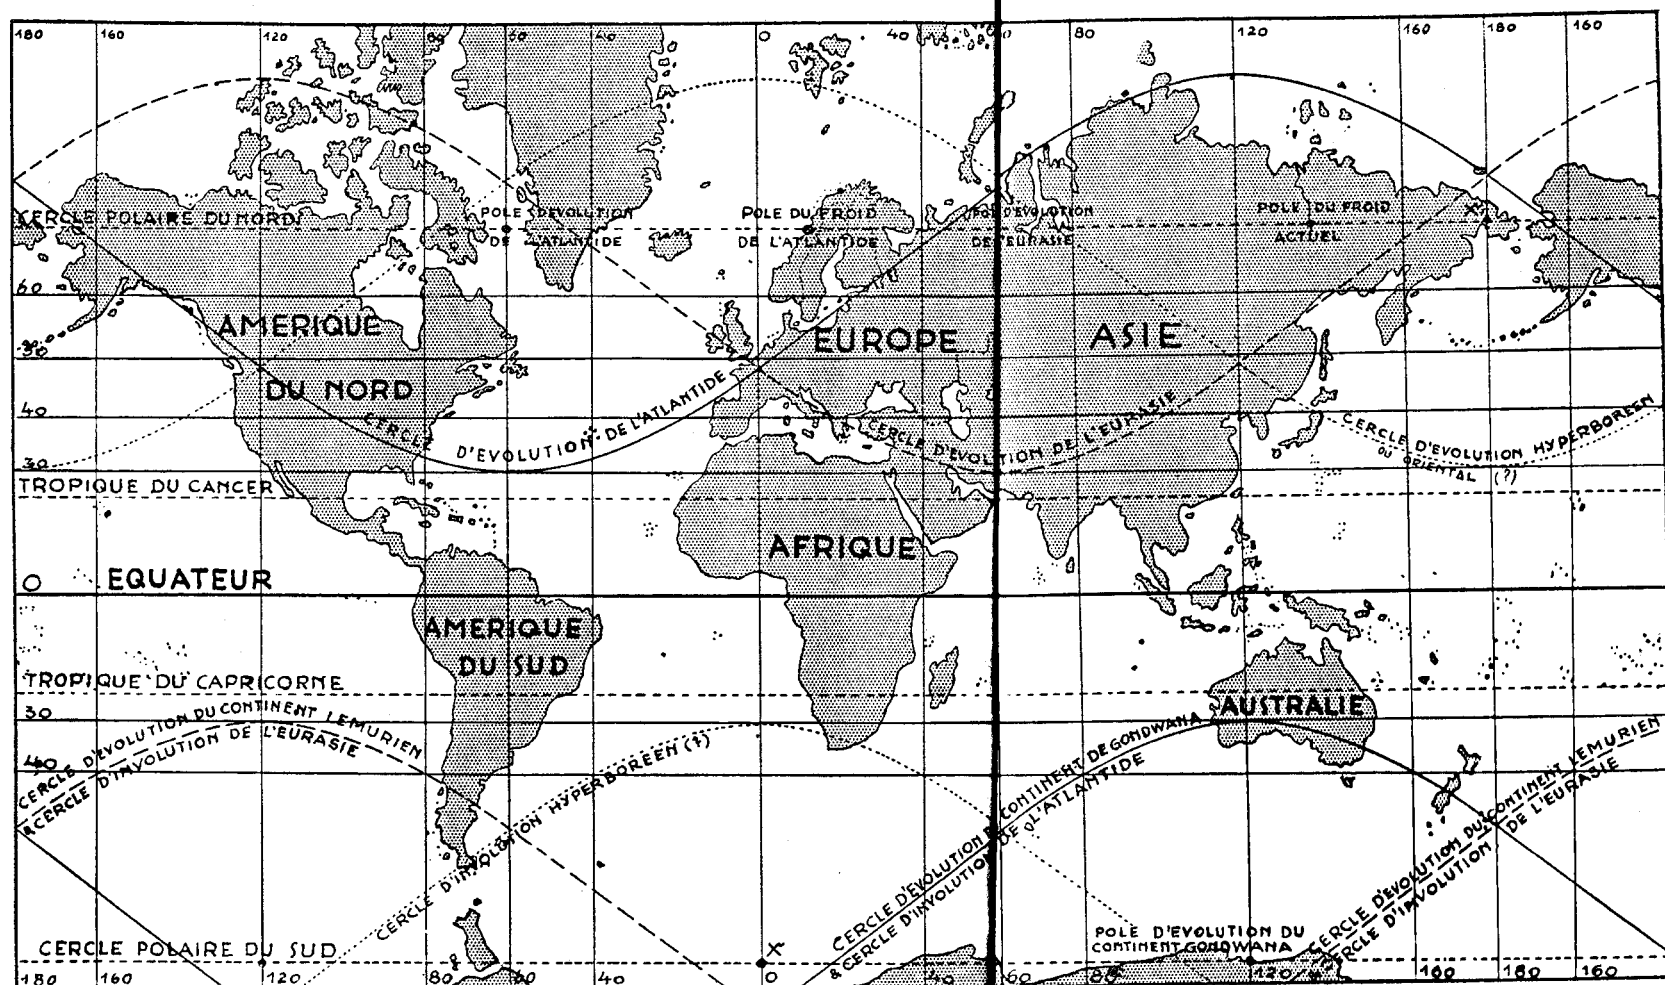 180 160 120 80 60 40 0 40 60 80 120 160 180 160
CERCLE POLAIRE DU NORD
POLE D'EVOLUTION
DE L'ATLANTIDE
POLE DU FROID
DE L'ATLANTIDE
POLE D'EVOLUTION
DE L'EURASIE
POLE DU FROID
ACTUEL
X
60
AMERIQUE
DU NORD
EUROPE
ASIE
50
40
CERCLE D'EVOLUTION DE L'ATLANTIDE
CERCLE D'EVOLUTION DE L'EURASIE
CERCLE D'EVOLUTION HYPERBOREEN
OU ORIENTAL (?)
30
TROPIQUE DU CANCER
AFRIQUE
0 EQUATEUR
AMERIQUE
DU SUD
TROPIQUE DU CAPRICORNE
AUSTRALIE
30
CERCLE D'EVOLUTION DU CONTINENT LEMURIEN
& CERCLE D'INVOLUTION DE L'EURASIE
40
CERCLE D'INVOLUTION HYPERBOREEN (?)
CERCLE D'EVOLUTION DU CONTINENT DE GONDWANA
& CERCLE D'INVOLUTION DE L'ATLANTIDE
CERCLE D'EVOLUTION DU CONTINENT LEMURIEN
& CERCLE D'INVOLUTION DE L'EURASIE
POLE D'EVOLUTION DU
CONTINENT GONDWANA
CERCLE POLAIRE DU SUD
X
180 160 120 80 60 40 0 40 60 80 120 160 180 160